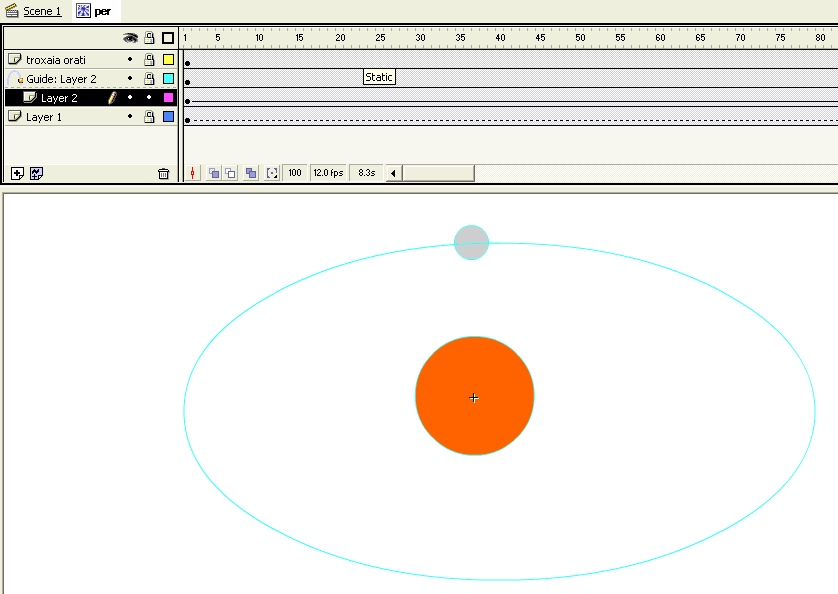 Scene 1 per
1 5 10 15 20 25 30 35 40 45 50 55 60 65 70 75 80
troxaia orati
Guide: Layer 2
Static
Layer 2
Layer 1
100 12.0 fps 8.3s